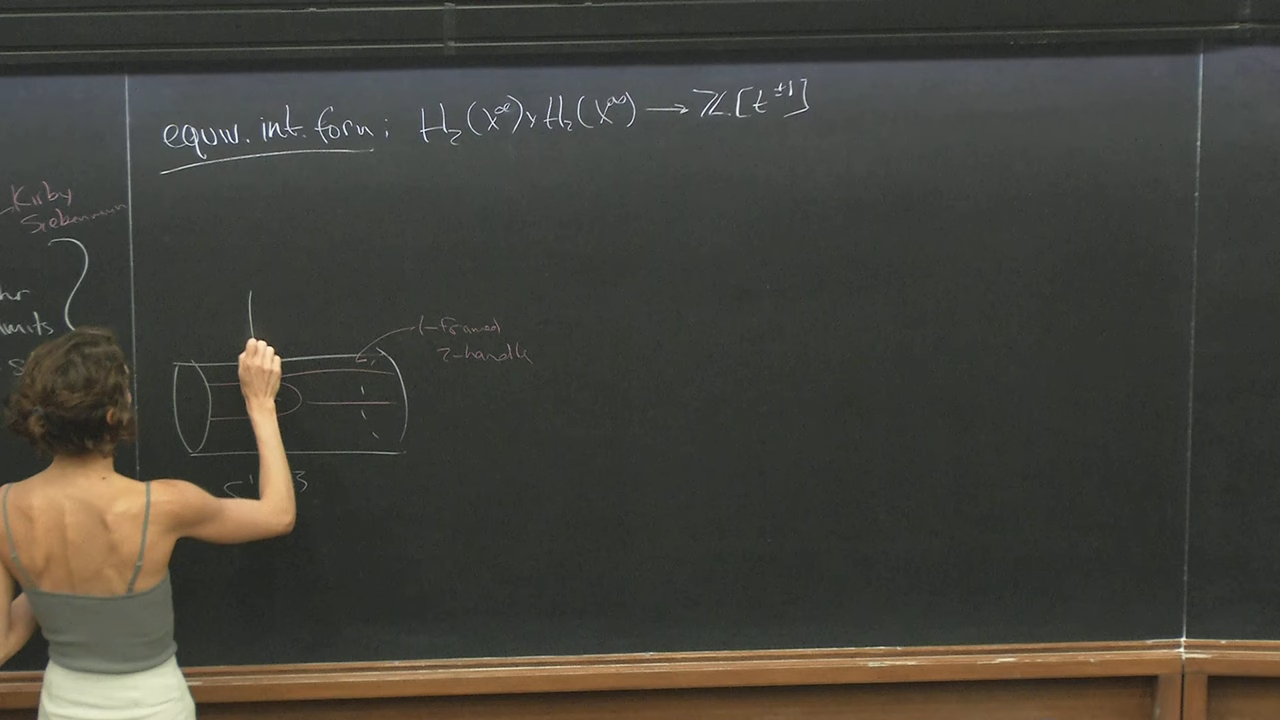 equiv. int. form: H₂(X^∞) x H₂(X^∞) → ℤ[t^±1]
Kirby
Siebenmann
1-framed
2-handle